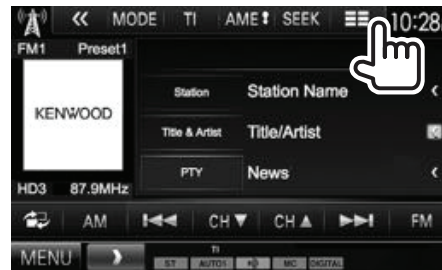 MODE TI AME SEEK 10:28
FM1 Preset1
KENWOOD
Station Station Name
Title & Artist Title/Artist
PTY News
HD3 87.9MHz
AM CH▼ CH▲ FM
MENU
TI
ST AUTO1 MC DIGITAL